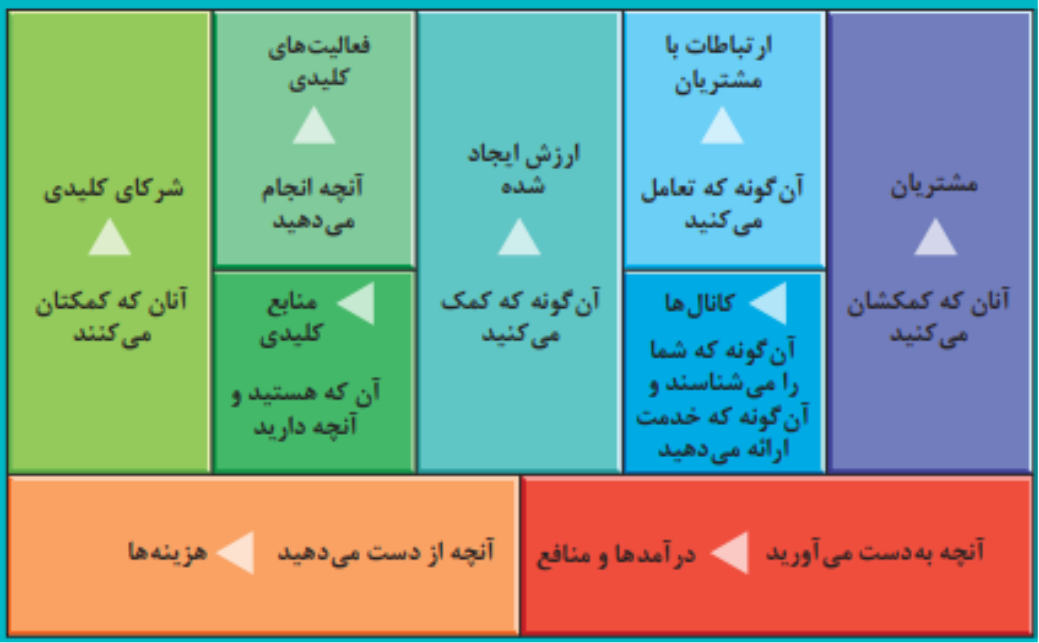 مشتریان
آنان که کمکشان
می‌کنید
ارتباطات با
مشتریان
آن‌گونه که تعامل
می‌کنید
کانال‌ها
آن‌گونه که شما
را می‌شناسند و
آن‌گونه که خدمت
ارائه می‌دهید
ارزش ایجاد
شده
آن‌گونه که کمک
می‌کنید
فعالیت‌های
کلیدی
آنچه انجام
می‌دهید
منابع
کلیدی
آن که هستید و
آنچه دارید
شرکای کلیدی
آنان که کمکتان
می‌کنند
آنچه به‌دست می‌آورید درآمدها و منافع
آنچه از دست می‌دهید هزینه‌ها